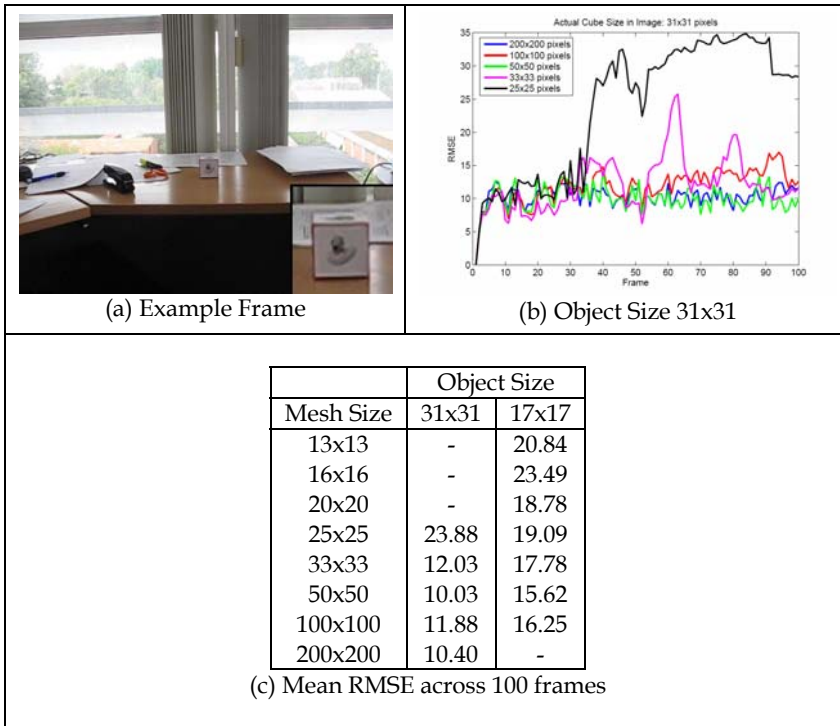 (a) Example Frame
Actual Cube Size in Image: 31x31 pixels
35
30
25
20
15
10
5
0
RMSE
200x200 pixels
100x100 pixels
50x50 pixels
33x33 pixels
25x25 pixels
0 10 20 30 40 50 60 70 80 90 100
Frame
(b) Object Size 31x31
Object Size
Mesh Size 31x31 17x17
13x13 - 20.84
16x16 - 23.49
20x20 - 18.78
25x25 23.88 19.09
33x33 12.03 17.78
50x50 10.03 15.62
100x100 11.88 16.25
200x200 10.40 -
(c) Mean RMSE across 100 frames